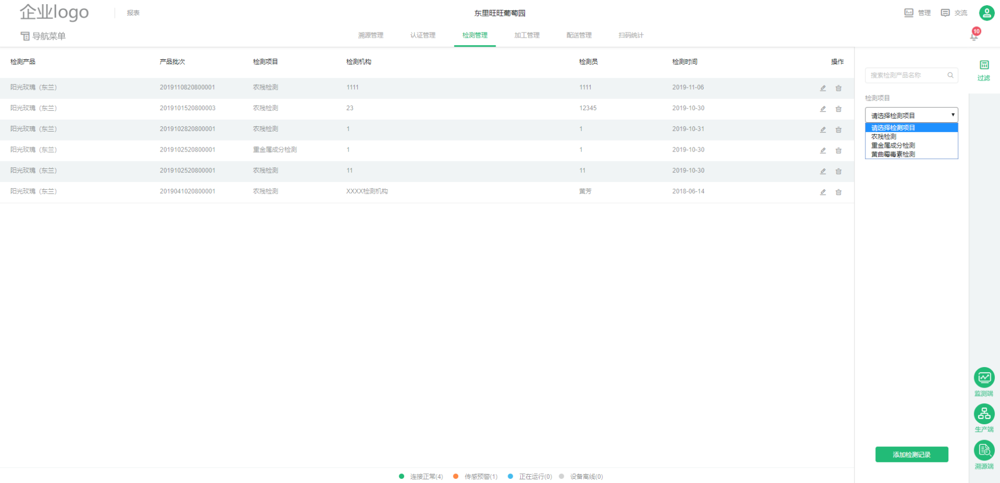 企业logo
报表
东里旺旺葡萄园
管理
交流
导航菜单
溯源管理 认证管理 检测管理 加工管理 配送管理 扫码统计
10
检测产品 产品批次 检测项目 检测机构 检测员 检测时间 操作
阳光玫瑰（东兰） 2019110820800001 农残检测 1111 1111 2019-11-06
阳光玫瑰（东兰） 2019101520800003 农残检测 23 12345 2019-10-30
阳光玫瑰（东兰） 2019102820800001 农残检测 1 1 2019-10-31
阳光玫瑰（东兰） 2019102520800001 重金属成分检测 1 1 2019-10-30
阳光玫瑰（东兰） 2019102520800001 农残检测 11 11 2019-10-30
阳光玫瑰（东兰） 2019041020800001 农残检测 XXXX检测机构 黄芳 2018-06-14
搜索检测产品名称
检测项目
请选择检测项目
请选择检测项目
农残检测
重金属成分检测
黄曲霉毒素检测
过滤
监测端
生产端
溯源端
添加检测记录
连接正常(4) 传感预警(1) 正在运行(0) 设备离线(0)